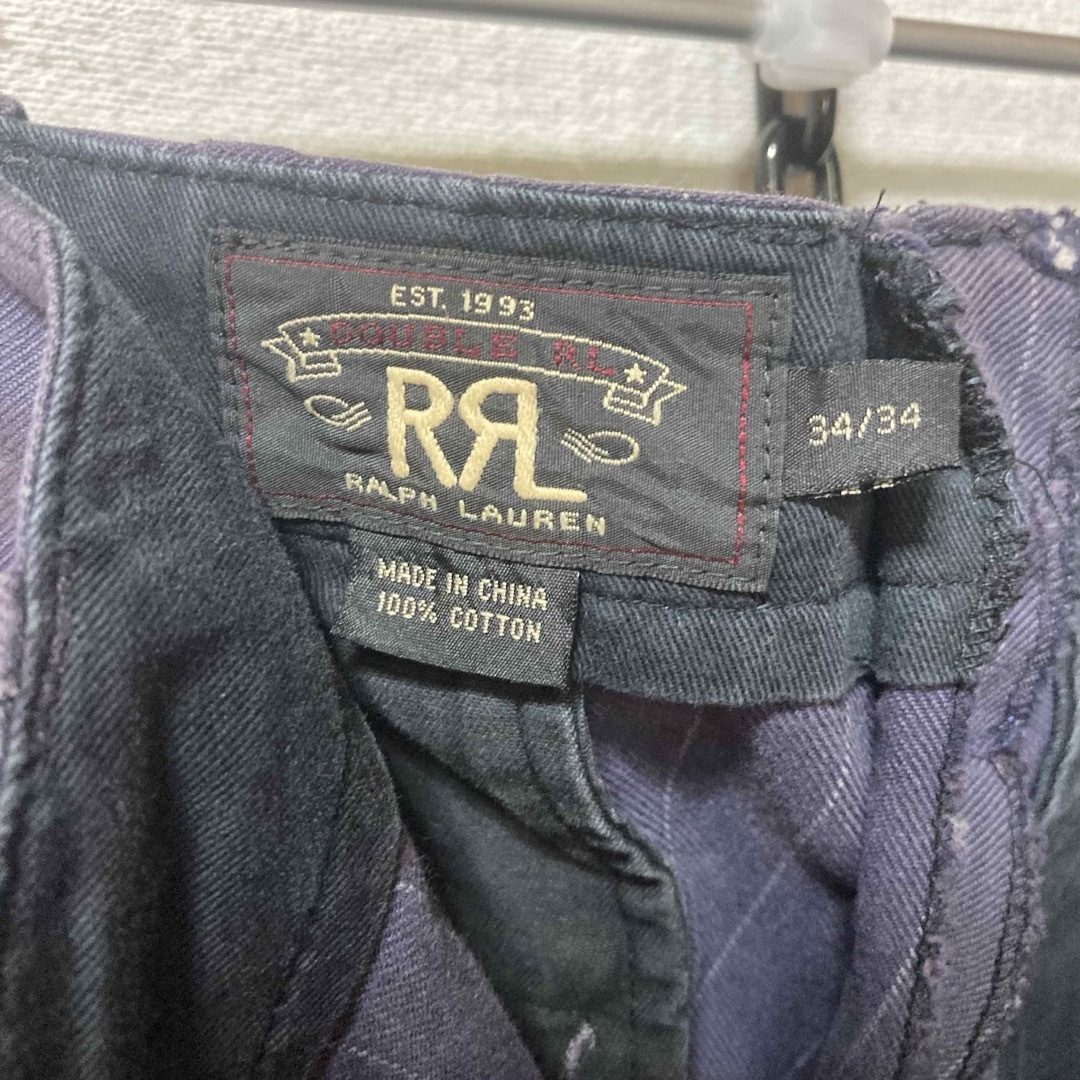 EST. 1993
DOUBLE RL
RRL
RALPH LAUREN
34/34
MADE IN CHINA
100% COTTON